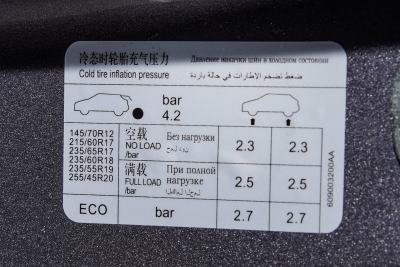 冷态时轮胎充气压力
Cold tire inflation pressure
Давление накачки шин в холодном состоянии
ضغط تضخم الإطارات في حالة باردة
bar
4.2
145/70R12
215/60R17
235/65R17
235/60R18
235/55R19
255/45R20
空载
NO LOAD
/bar
Без нагрузки
2.3 2.3
满载
FULL LOAD
/bar
При полной
нагрузке
2.5 2.5
ECO bar 2.7 2.7
609003200AA